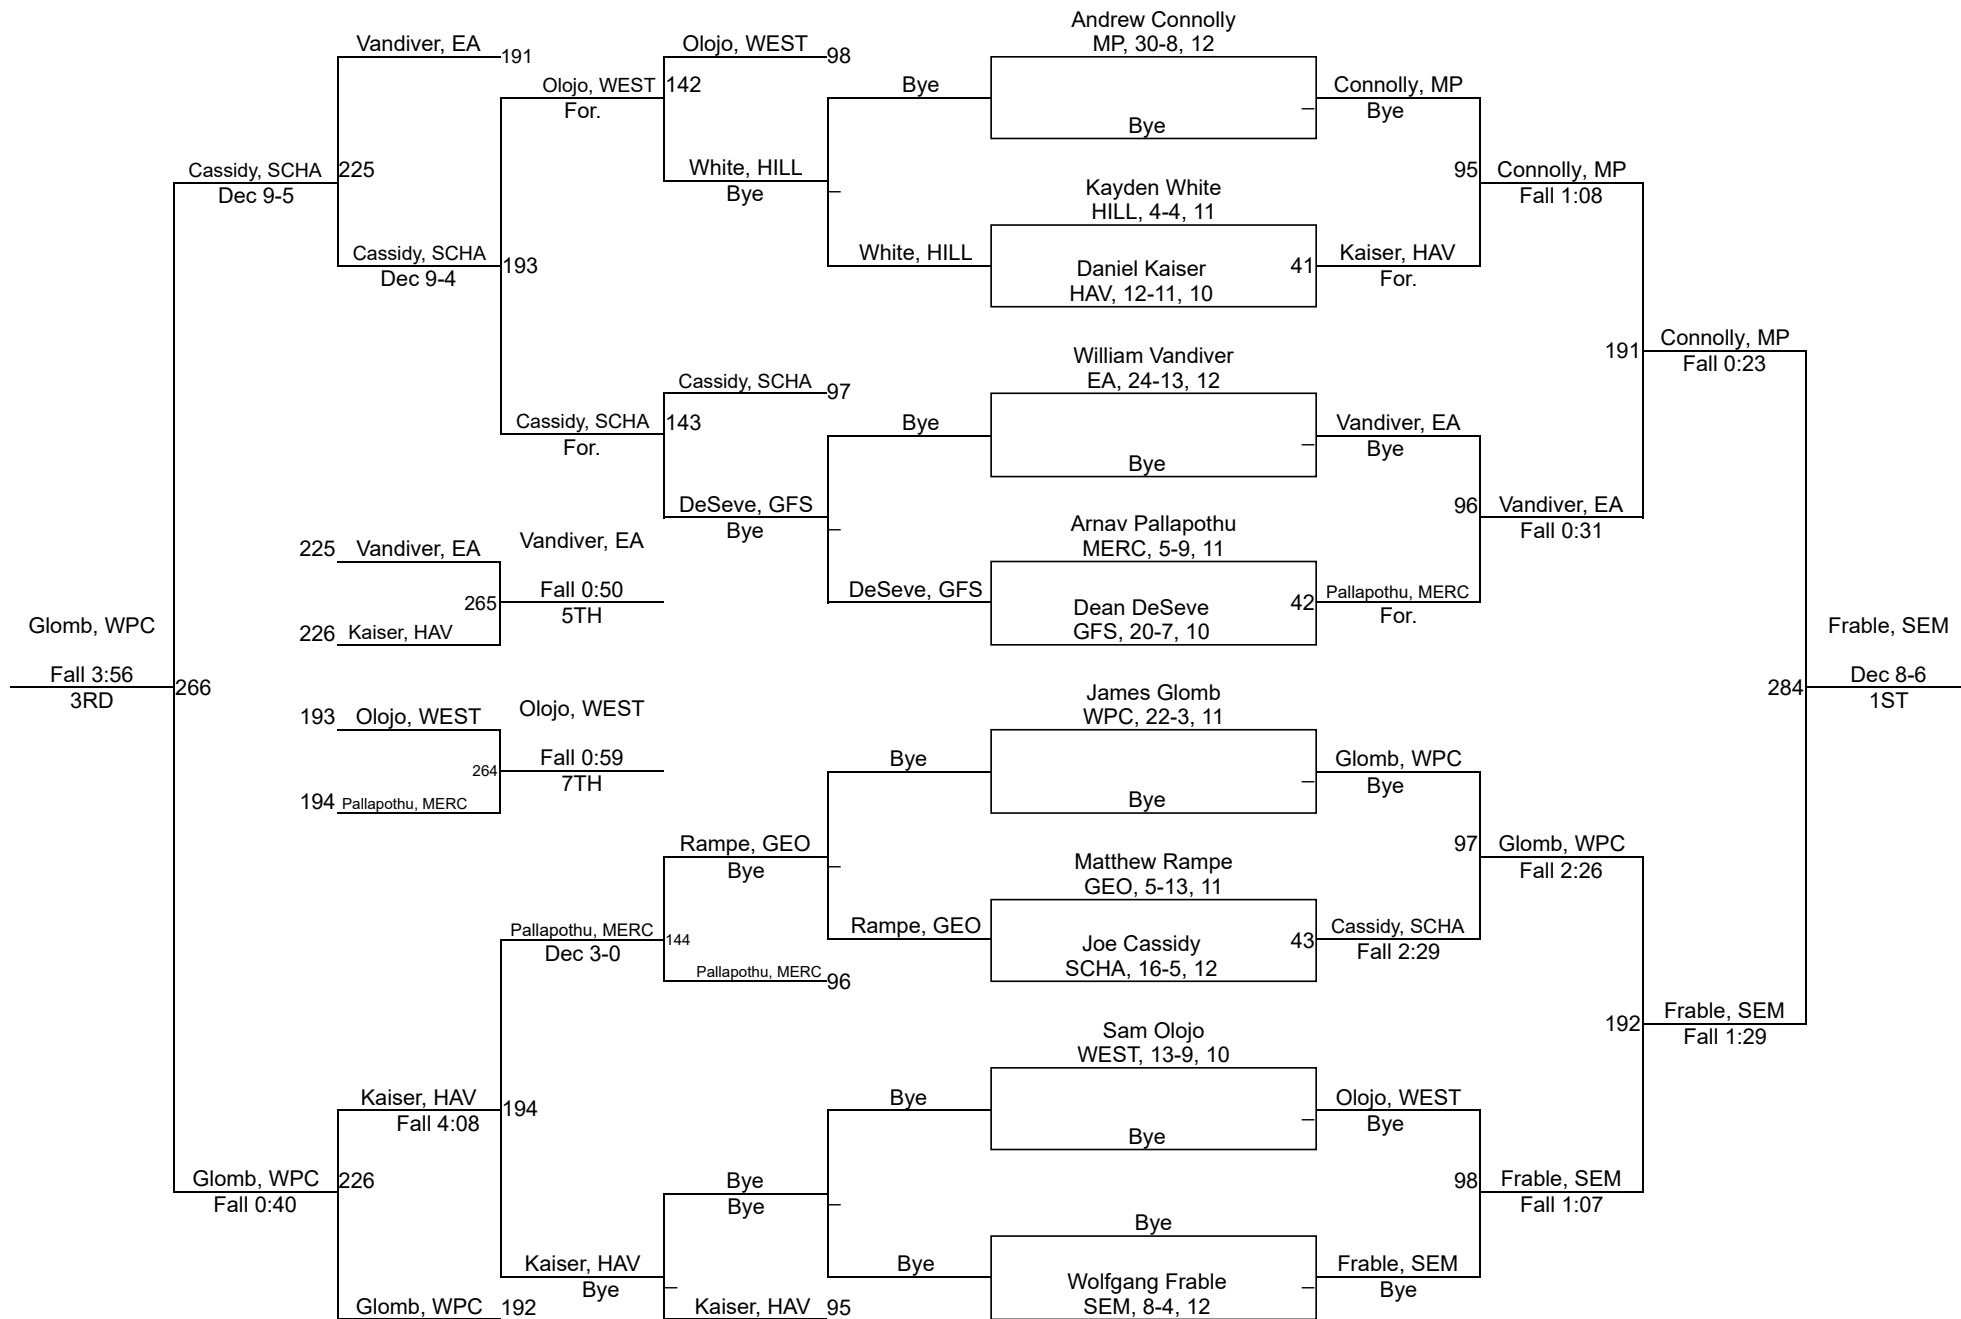 Andrew Connolly
MP, 30-8, 12
Vandiver, EA
191
Olojo, WEST
98
Olojo, WEST
142
For.
Bye
Bye
Connolly, MP
Bye
Cassidy, SCHA
225
Dec 9-5
White, HILL
Bye
95
Connolly, MP
Fall 1:08
Kayden White
HILL, 4-4, 11
Cassidy, SCHA
193
Dec 9-4
White, HILL
Daniel Kaiser
HAV, 12-11, 10
41
Kaiser, HAV
For.
William Vandiver
EA, 24-13, 12
191
Connolly, MP
Fall 0:23
Cassidy, SCHA
97
Cassidy, SCHA
143
For.
Bye
Bye
Vandiver, EA
Bye
DeSeve, GFS
Bye
96
Vandiver, EA
Fall 0:31
Arnav Pallapothu
MERC, 5-9, 11
225
Vandiver, EA
Vandiver, EA
Fall 0:50
265
5TH
226
Kaiser, HAV
DeSeve, GFS
Dean DeSeve
GFS, 20-7, 10
42
Pallapothu, MERC
For.
Glomb, WPC
Fall 3:56
3RD
266
Frable, SEM
Dec 8-6
284
1ST
James Glomb
WPC, 22-3, 11
193
Olojo, WEST
Olojo, WEST
Fall 0:59
264
7TH
194
Pallapothu, MERC
Bye
Bye
Glomb, WPC
Bye
Rampe, GEO
Bye
97
Glomb, WPC
Fall 2:26
Matthew Rampe
GEO, 5-13, 11
Pallapothu, MERC
144
Dec 3-0
Rampe, GEO
Joe Cassidy
SCHA, 16-5, 12
43
Cassidy, SCHA
Fall 2:29
Pallapothu, MERC
96
Sam Olojo
WEST, 13-9, 10
192
Frable, SEM
Fall 1:29
Kaiser, HAV
194
Fall 4:08
Bye
Bye
Olojo, WEST
Bye
Glomb, WPC
226
Fall 0:40
Bye
Bye
98
Frable, SEM
Fall 1:07
Bye
Kaiser, HAV
Bye
Bye
Wolfgang Frable
SEM, 8-4, 12
Frable, SEM
Bye
Glomb, WPC
192
Kaiser, HAV
95